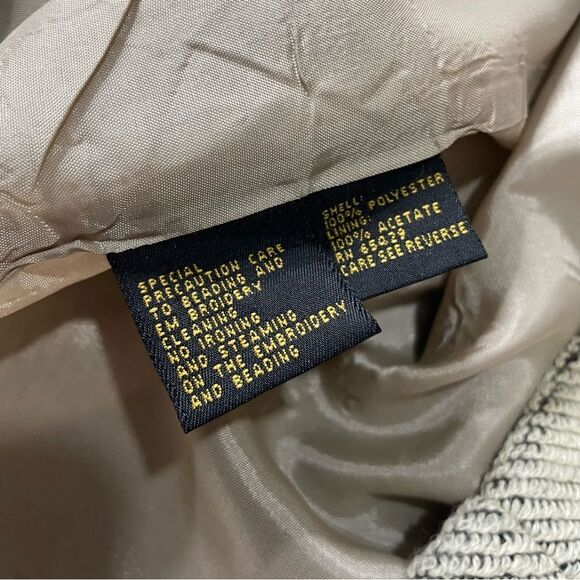 SPECIAL
PRECAUTION CARE
TO BEADING AND
EM BROIDERY
CLEANING
NO IRONING
AND STEAMING
ON THE EMBROIDERY
AND BEADING
SHELL:
100% POLYESTER
LINING:
100% ACETATE
RN 65029
CARE SEE REVERSE